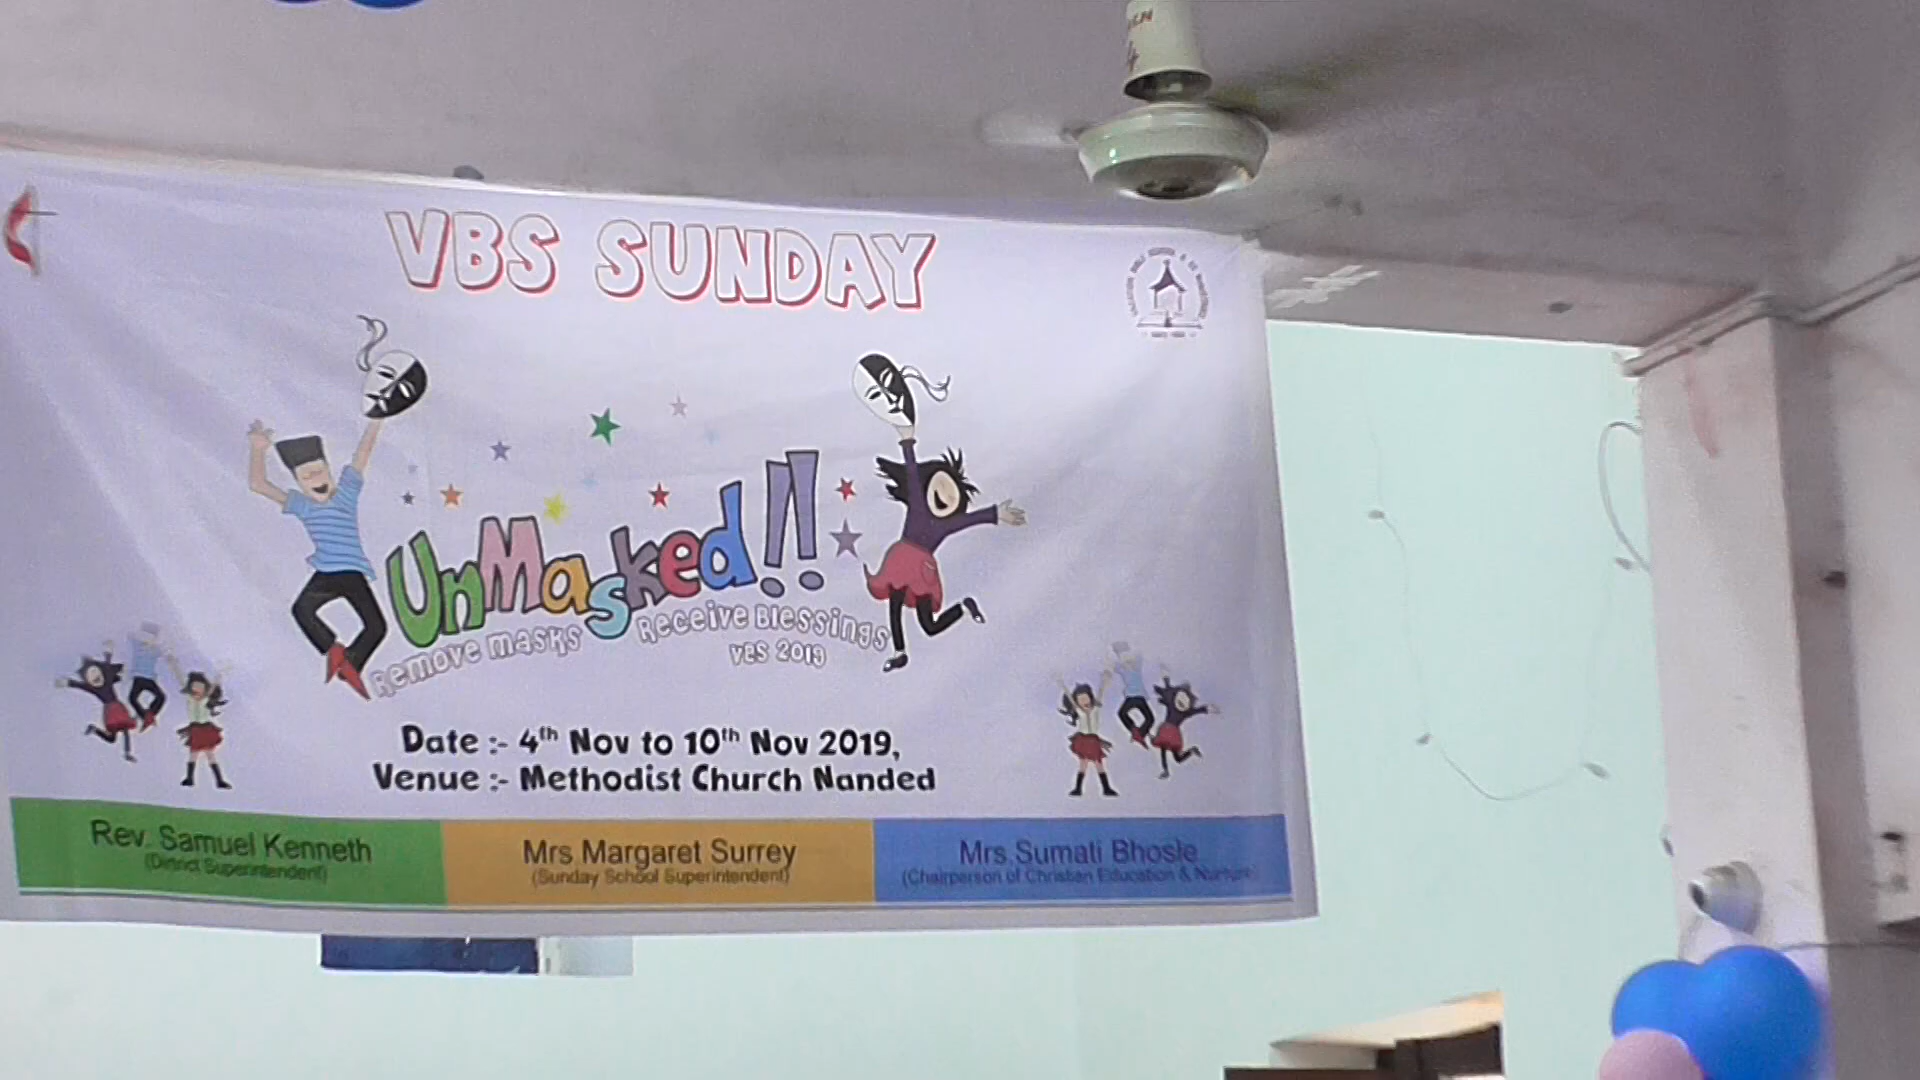 VBS SUNDAY
UnMasked!!
Remove masks Receive Blessings
VBS 2019
Date :- 4th Nov to 10th Nov 2019,
Venue :- Methodist Church Nanded
Rev. Samuel Kenneth
(District Superintendent)
Mrs. Margaret Surrey
(Sunday School Superintendent)
Mrs. Sumati Bhosle
(Chairperson of Christian Education & Nurture)